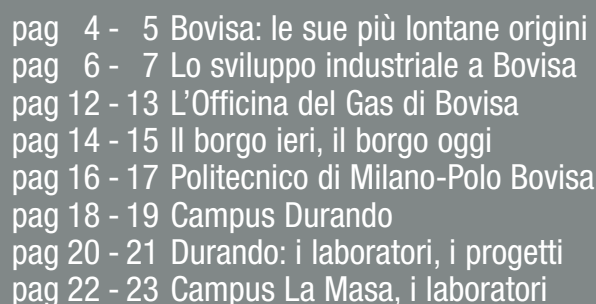 pag 4 - 5 Bovisa: le sue più lontane origini
pag 6 - 7 Lo sviluppo industriale a Bovisa
pag 12 - 13 L'Officina del Gas di Bovisa
pag 14 - 15 Il borgo ieri, il borgo oggi
pag 16 - 17 Politecnico di Milano-Polo Bovisa
pag 18 - 19 Campus Durando
pag 20 - 21 Durando: i laboratori, i progetti
pag 22 - 23 Campus La Masa, i laboratori